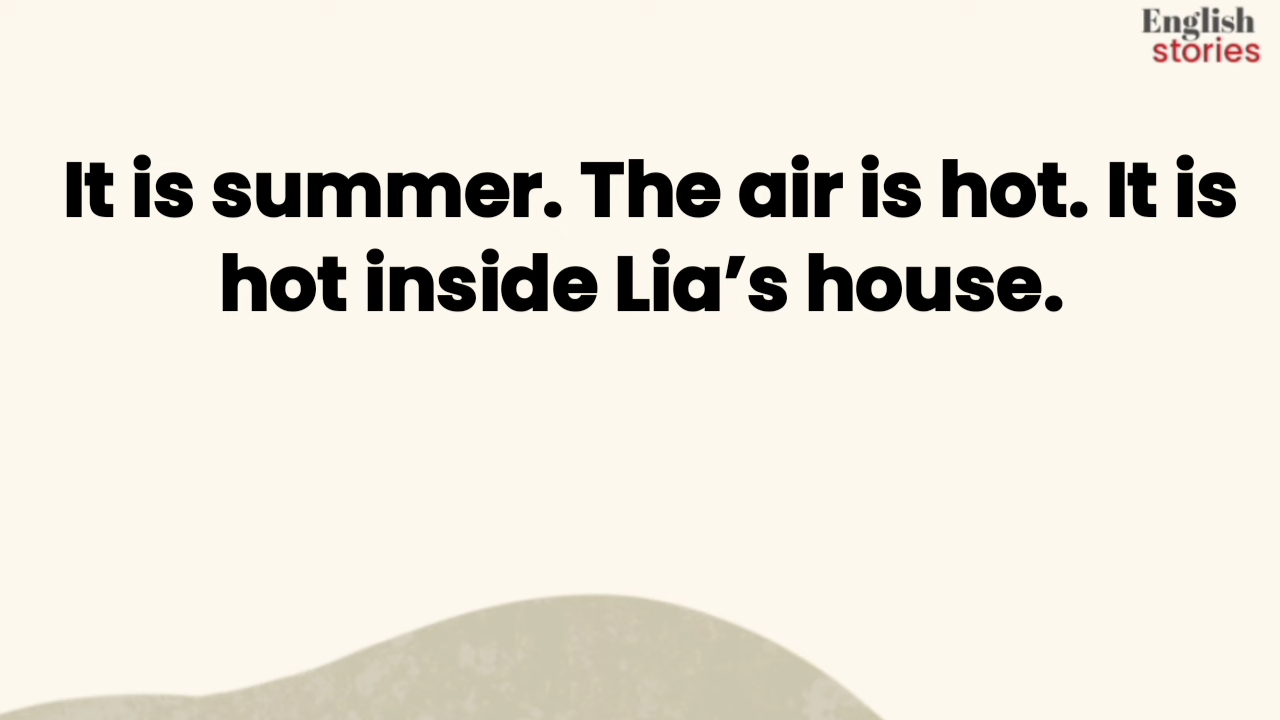 English
stories
It is summer. The air is hot. It is
hot inside Lia’s house.